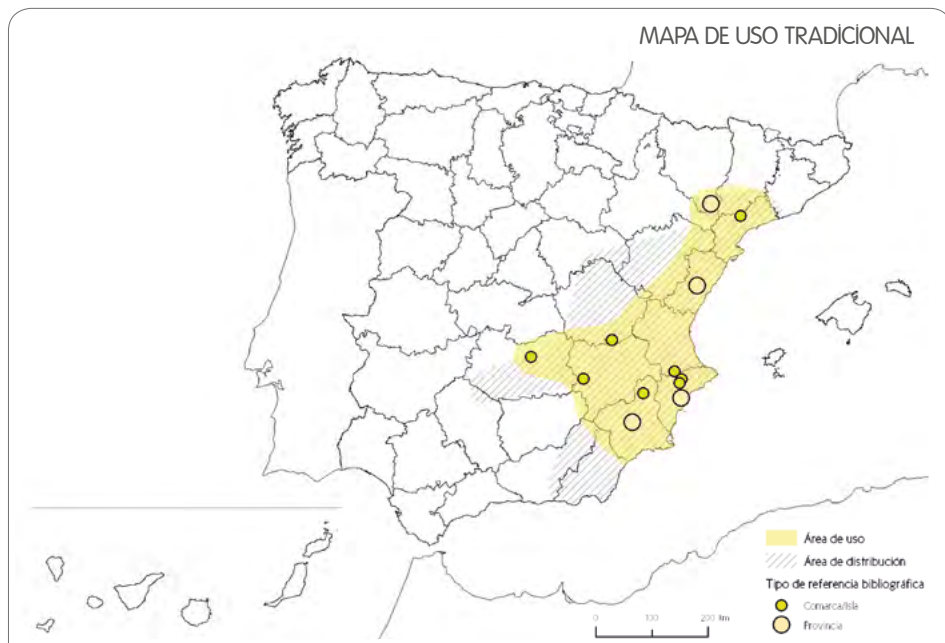 MAPA DE USO TRADICIONAL
Área de uso
Área de distribución
Tipo de referencia bibliográfica
Comarca/Isla
Provincia
0 100 200 Km